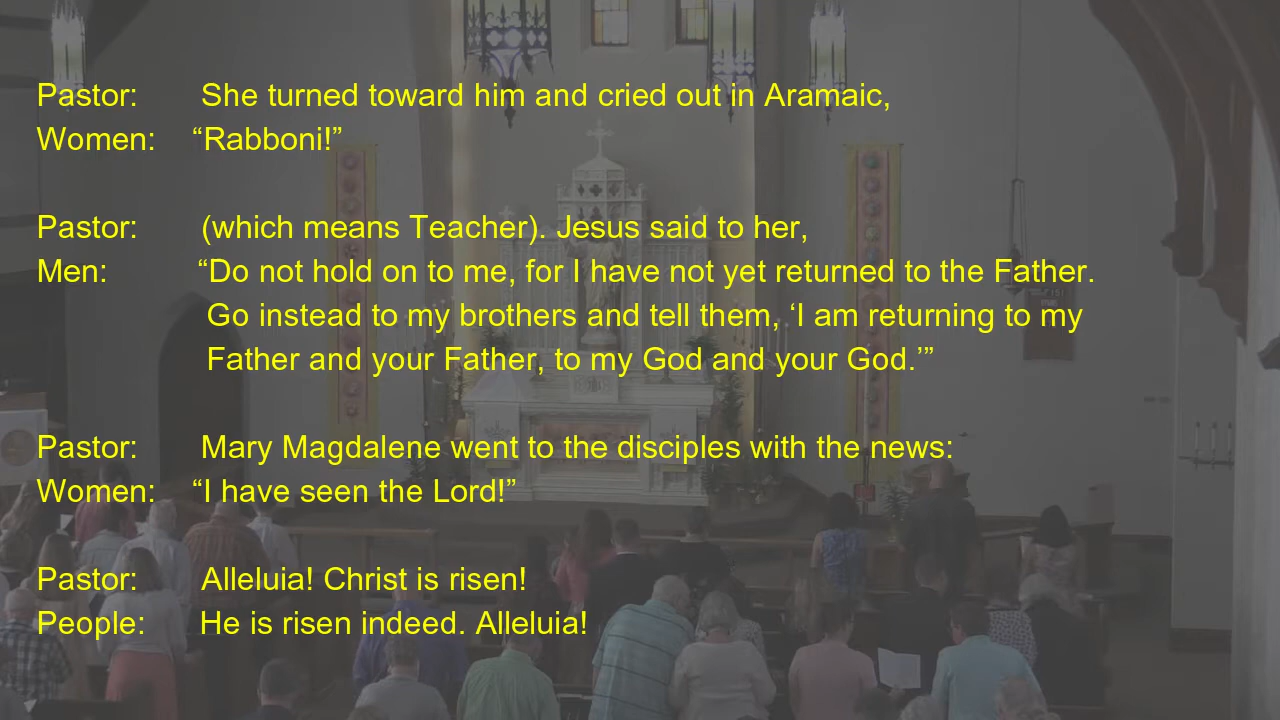 Pastor: She turned toward him and cried out in Aramaic,
Women: “Rabboni!”
Pastor: (which means Teacher). Jesus said to her,
Men: “Do not hold on to me, for I have not yet returned to the Father.
Go instead to my brothers and tell them, ‘I am returning to my
Father and your Father, to my God and your God.’”
Pastor: Mary Magdalene went to the disciples with the news:
Women: “I have seen the Lord!”
Pastor: Alleluia! Christ is risen!
People: He is risen indeed. Alleluia!